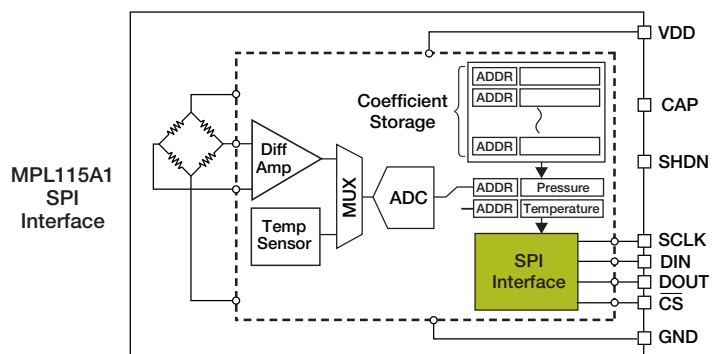 MPL115A1
SPI
Interface
Diff
Amp
Temp
Sensor
MUX
ADC
Coefficient
Storage
ADDR
ADDR
ADDR
ADDR Pressure
ADDR Temperature
SPI
Interface
VDD
CAP
SHDN
SCLK
DIN
DOUT
CS
GND